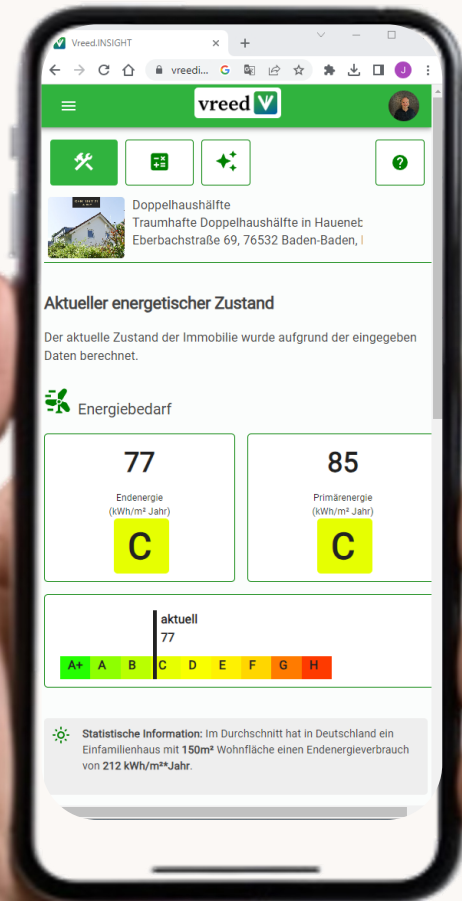 Vreed.INSIGHT
vreedi...
J
vreed
Doppelhaushälfte
Traumhafte Doppelhaushälfte in Haueneb
Eberbachstraße 69, 76532 Baden-Baden,
Aktueller energetischer Zustand
Der aktuelle Zustand der Immobilie wurde aufgrund der eingegeben
Daten berechnet.
Energiebedarf
77
Endenergie
(kWh/m² Jahr)
C
85
Primärenergie
(kWh/m² Jahr)
C
aktuell
77
A+ A B C D E F G H
Statistische Information: Im Durchschnitt hat in Deutschland ein
Einfamilienhaus mit 150m² Wohnfläche einen Endenergieverbrauch
von 212 kWh/m²*Jahr.